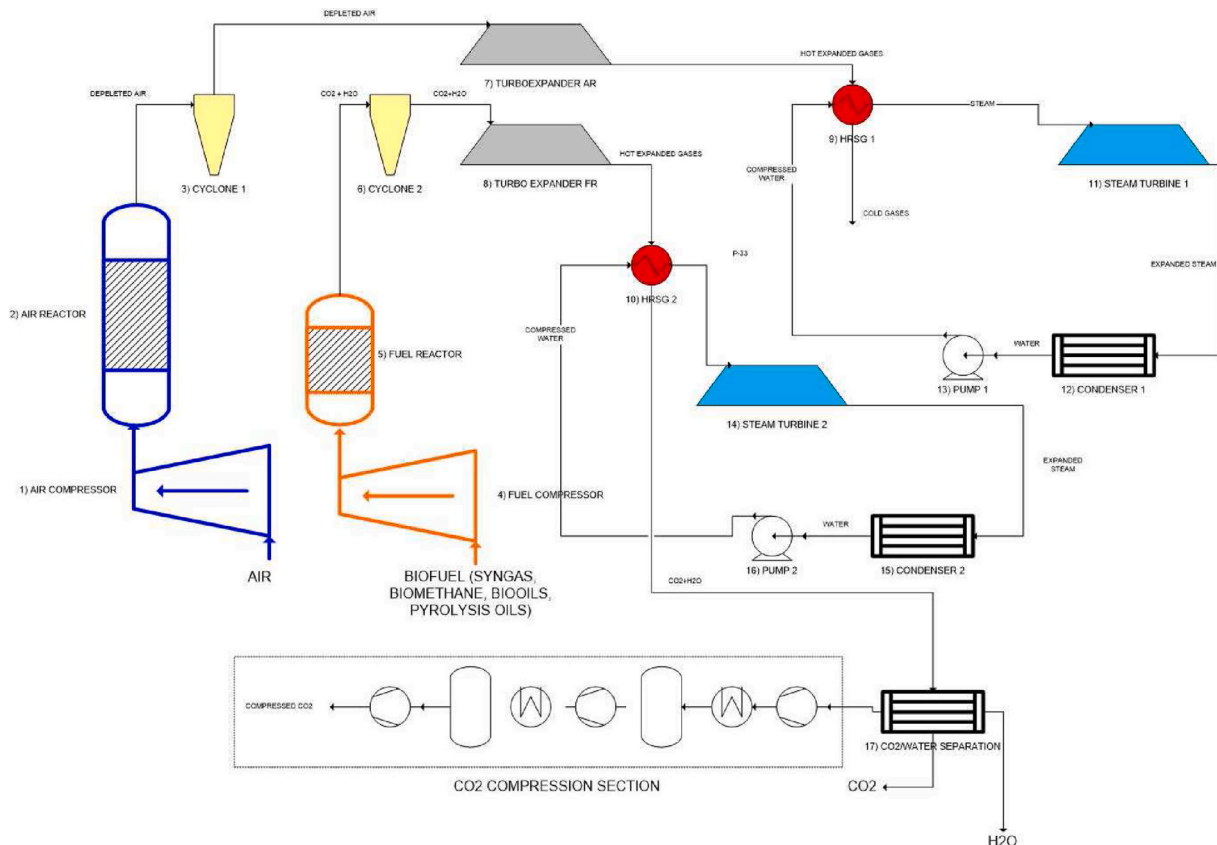 DEPLETED AIR
7) TURBOEXPANDER AR
HOT EXPANDED GASES
DEPLETED AIR
3) CYCLONE 1
CO2 + H2O
6) CYCLONE 2
CO2+H2O
8) TURBO EXPANDER FR
HOT EXPANDED GASES
9) HRSG 1
STEAM
11) STEAM TURBINE 1
COMPRESSED
WATER
COLD GASES
EXPANDED STEAM
P-33
10) HRSG 2
2) AIR REACTOR
5) FUEL REACTOR
COMPRESSED
WATER
WATER
13) PUMP 1
12) CONDENSER 1
14) STEAM TURBINE 2
EXPANDED
STEAM
1) AIR COMPRESSOR
4) FUEL COMPRESSOR
WATER
16) PUMP 2
15) CONDENSER 2
AIR
BIOFUEL (SYNGAS,
BIOMETHANE, BIOOILS,
PYROLYSIS OILS)
CO2+H2O
COMPRESSED CO2
17) CO2/WATER SEPARATION
CO2 COMPRESSION SECTION
CO2
H2O